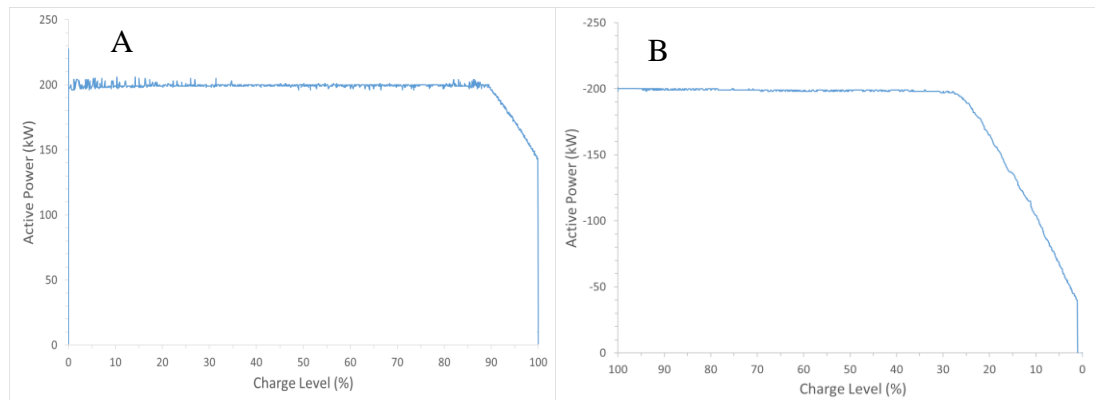 A
250
200
150
100
50
0
Active Power (kW)
0 10 20 30 40 50 60 70 80 90 100
Charge Level (%)
B
-250
-200
-150
-100
-50
0
Active Power (kW)
100 90 80 70 60 50 40 30 20 10 0
Charge Level (%)